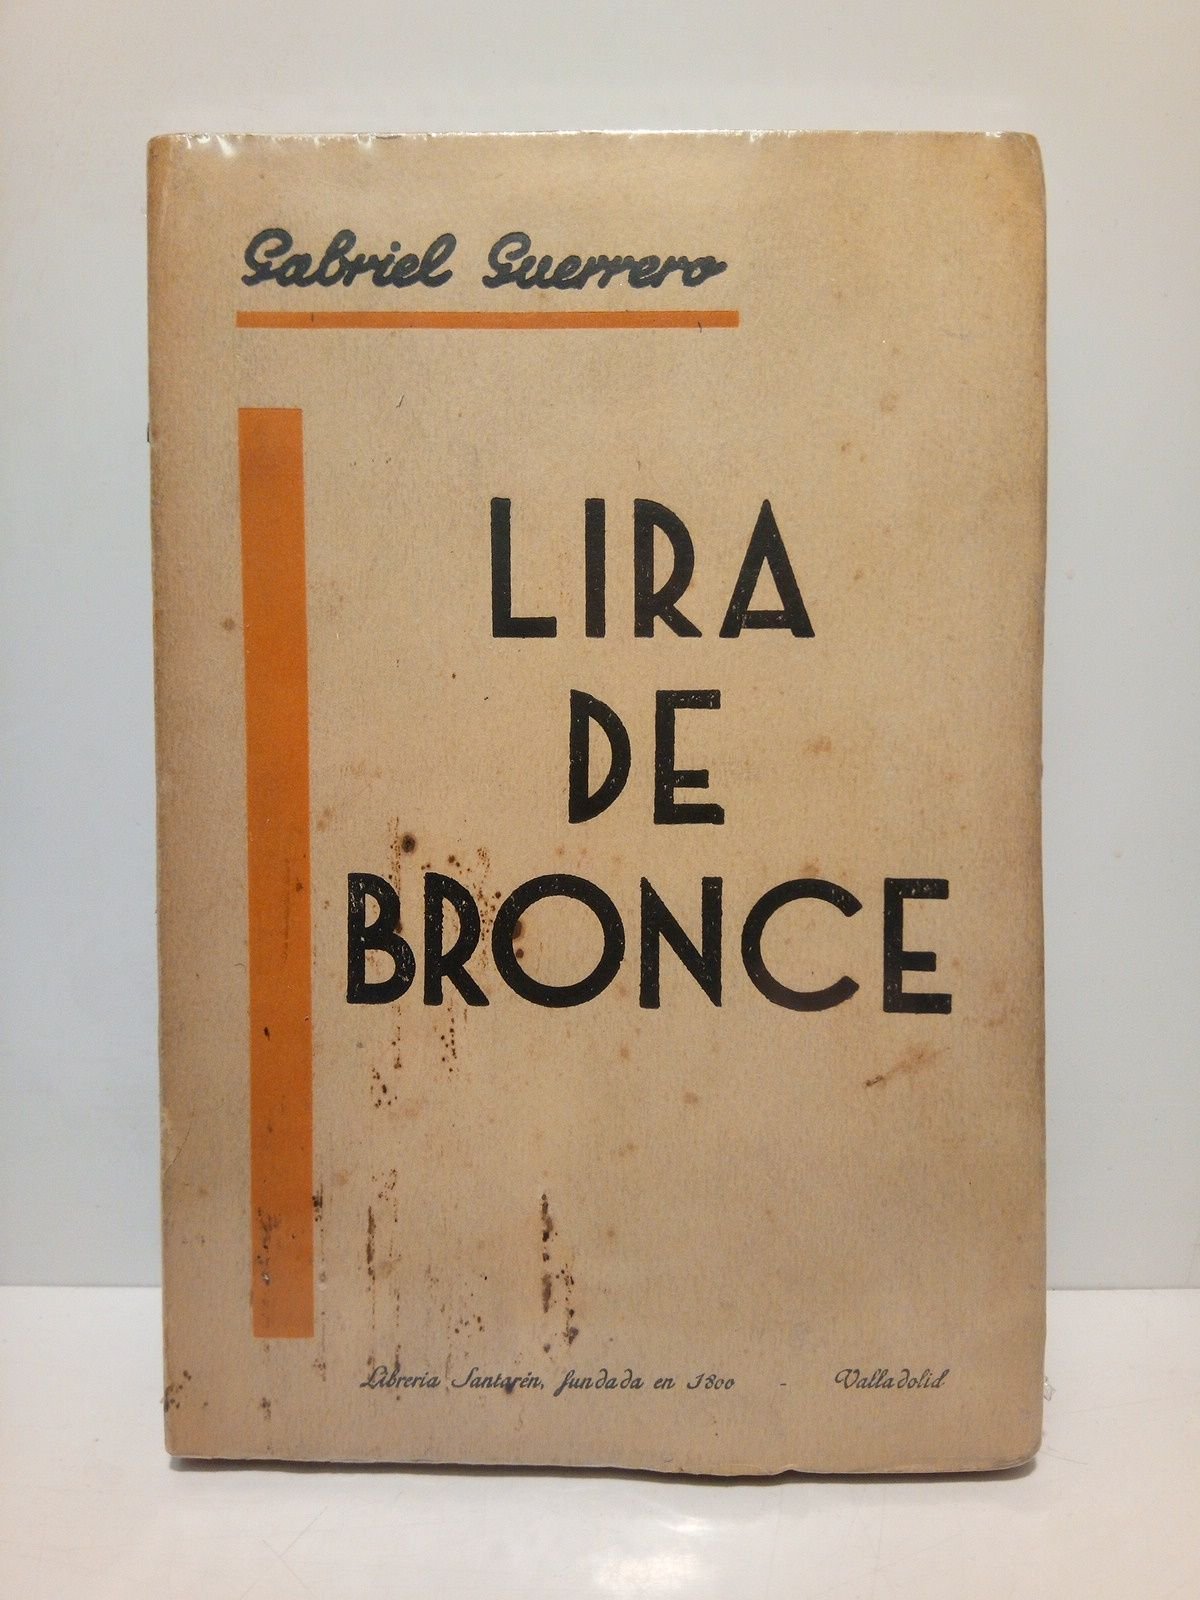 Gabriel Guerrero
LIRA
DE
BRONCE
Librería Santarén, fundada en 1800 - Valladolid